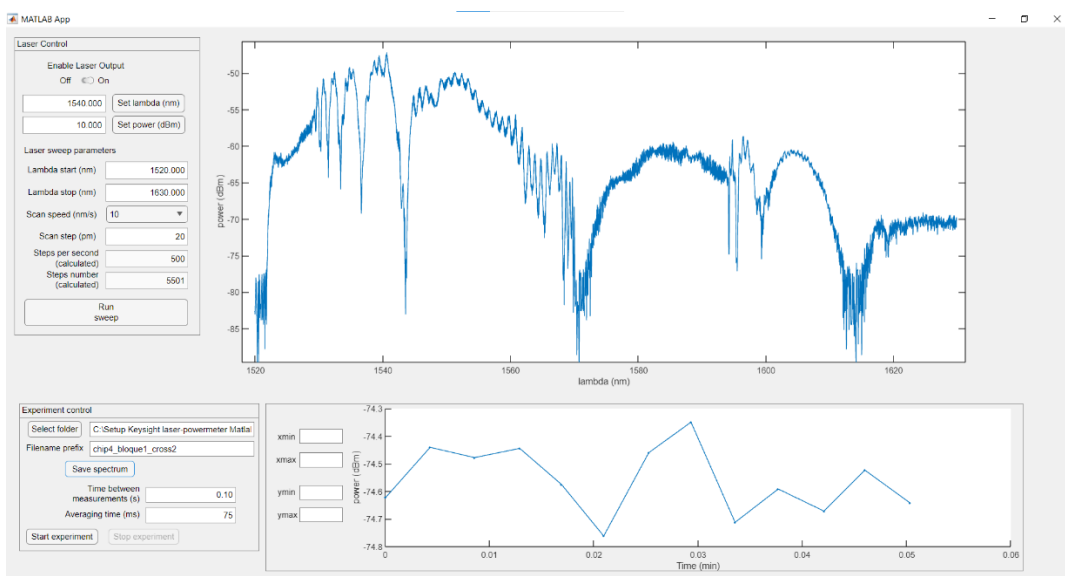 MATLAB App
Laser Control
Enable Laser Output
Off On
1540.000 Set lambda (nm)
10.000 Set power (dBm)
Laser sweep parameters
Lambda start (nm) 1520.000
Lambda stop (nm) 1630.000
Scan speed (nm/s) 10
Scan step (pm) 20
Steps per second
(calculated) 500
Steps number
(calculated) 5501
Run
sweep
power (dBm)
-50
-55
-60
-65
-70
-75
-80
-85
1520 1540 1560 1580 1600 1620
lambda (nm)
Experiment control
Select folder C:\Setup Keysight laser-powermeter Matla
Filename prefix chip4_bloque1_cross2
Save spectrum
Time between
measurements (s) 0.10
Averaging time (ms) 75
Start experiment Stop experiment
xmin
xmax
ymin
ymax
power (dBm)
-74.3
-74.4
-74.5
-74.6
-74.7
-74.8
0 0.01 0.02 0.03 0.04 0.05 0.06
Time (min)